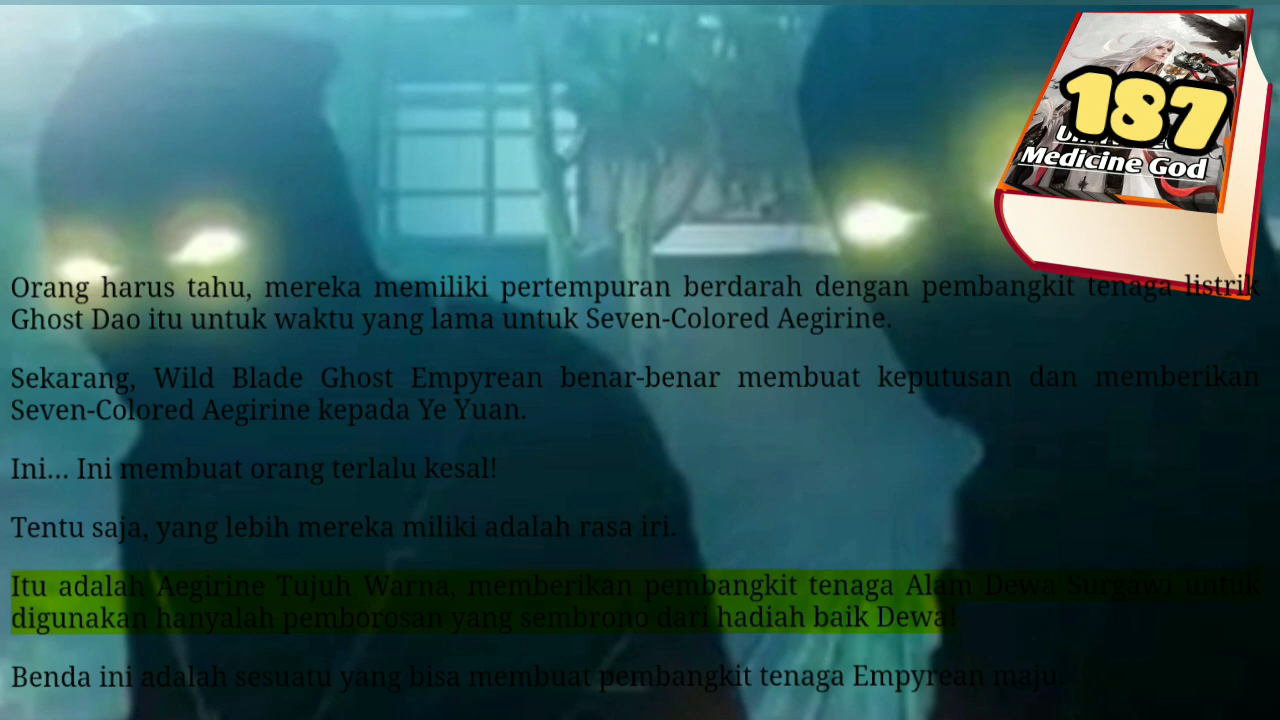 187
Medicine God
Orang harus tahu, mereka memiliki pertempuran berdarah dengan pembangkit tenaga listrik
Ghost Dao itu untuk waktu yang lama untuk Seven-Colored Aegirine.
Sekarang, Wild Blade Ghost Empyrean benar-benar membuat keputusan dan memberikan
Seven-Colored Aegirine kepada Ye Yuan.
Ini... Ini membuat orang terlalu kesal!
Tentu saja, yang lebih mereka miliki adalah rasa iri.
Itu adalah Aegirine Tujuh Warna, memberikan pembangkit tenaga Alam Dewa Surgawi untuk
digunakan hanyalah pemborosan yang sembrono dari hadiah baik Dewa!
Benda ini adalah sesuatu yang bisa membuat pembangkit tenaga Empyrean maju.